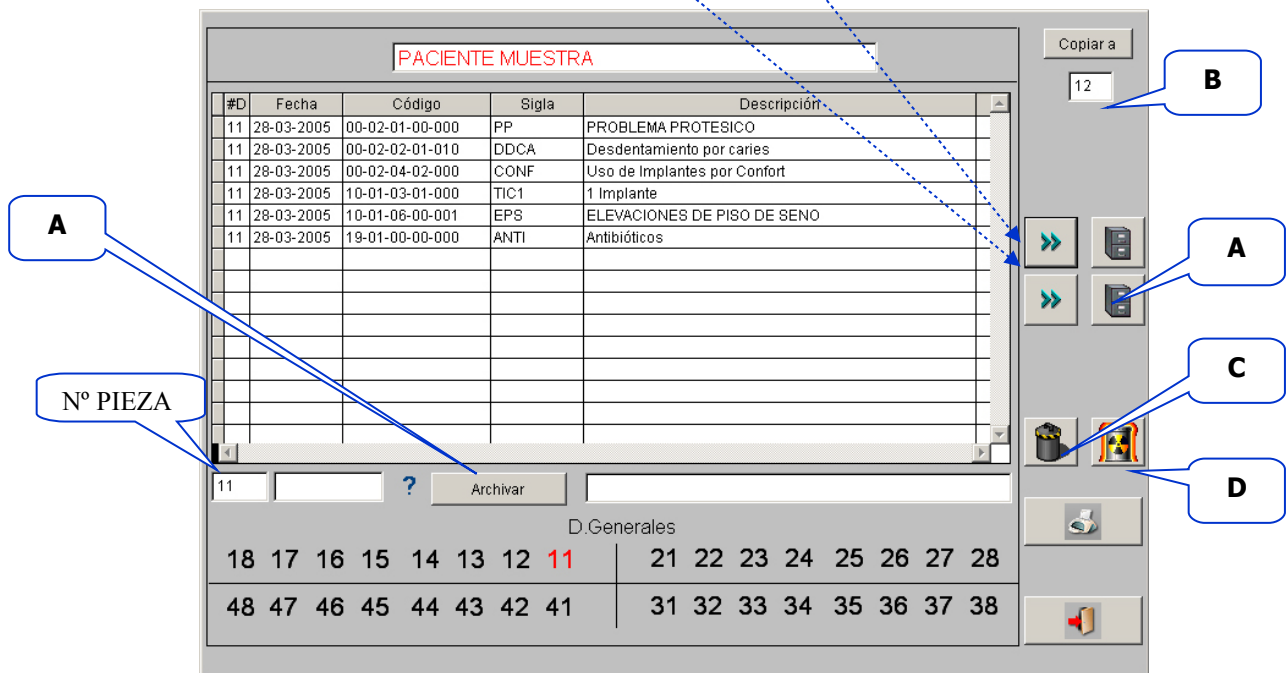 Copiar a
PACIENTE MUESTRA
12
B
#D Fecha Código Sigla Descripción
11 28-03-2005 00-02-01-00-000 PP PROBLEMA PROTESICO
11 28-03-2005 00-02-02-01-010 DDCA Desdentamiento por caries
11 28-03-2005 00-02-04-02-000 CONF Uso de Implantes por Confort
11 28-03-2005 10-01-03-01-000 TIC1 1 Implante
11 28-03-2005 10-01-06-00-001 EPS ELEVACIONES DE PISO DE SENO
11 28-03-2005 19-01-00-00-000 ANTI Antibióticos
A
A
C
Nº PIEZA
11 ? Archivar
D
D.Generales
18 17 16 15 14 13 12 11 21 22 23 24 25 26 27 28
48 47 46 45 44 43 42 41 31 32 33 34 35 36 37 38